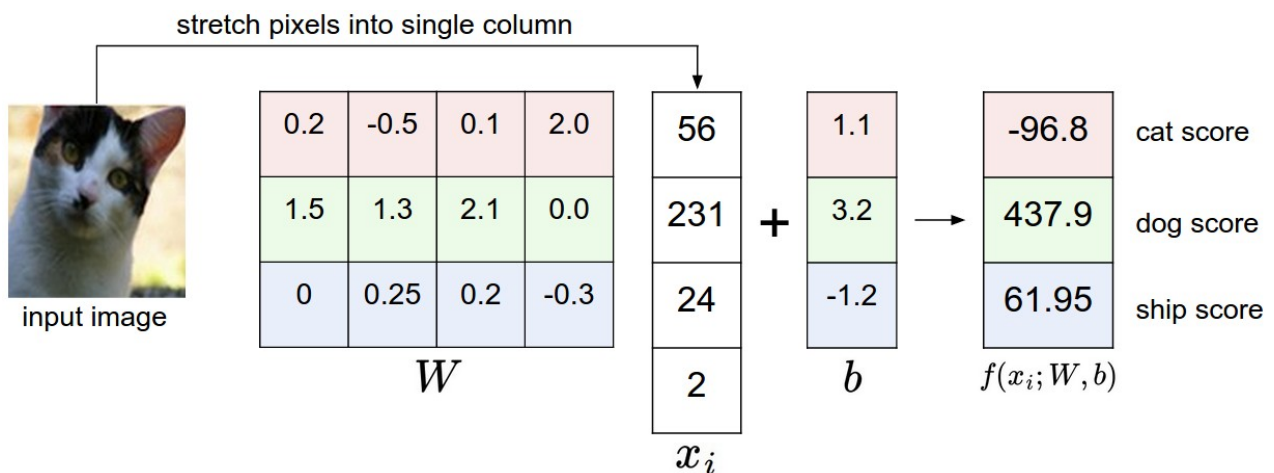 stretch pixels into single column
0.2 -0.5 0.1 2.0 56 1.1 -96.8 cat score
1.5 1.3 2.1 0.0 231 + 3.2 437.9 dog score
0 0.25 0.2 -0.3 24 -1.2 61.95 ship score
input image
W 2 b f(x_i; W, b)
x_i